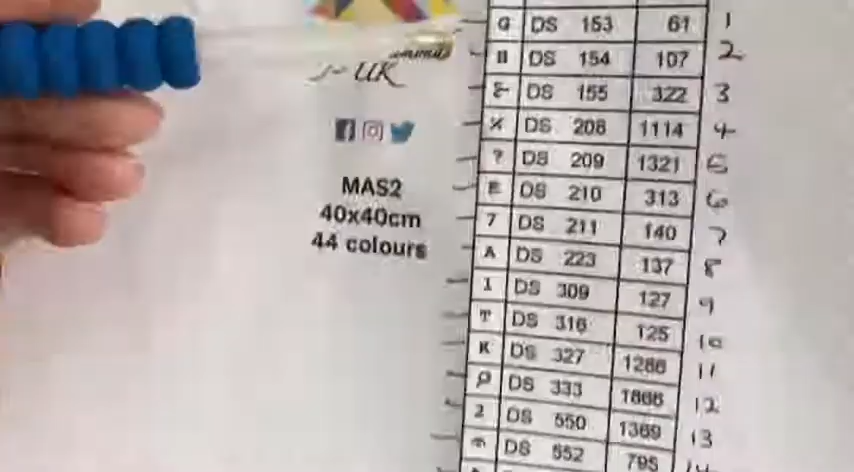 G DS 153 61 1
DS 154 107 2
DS 155 322 3
UK
DS 208 1114 4
? DS 209 1321 5
MAS2
E DS 210 313 6
40x40cm
7 DS 211 140 7
44 colours
A DS 223 137 8
1 DS 309 127 9
T DS 316 125 10
K DS 327 1286 11
DS 333 1866 12
2 DS 550 1369 13
DS 552 795 14